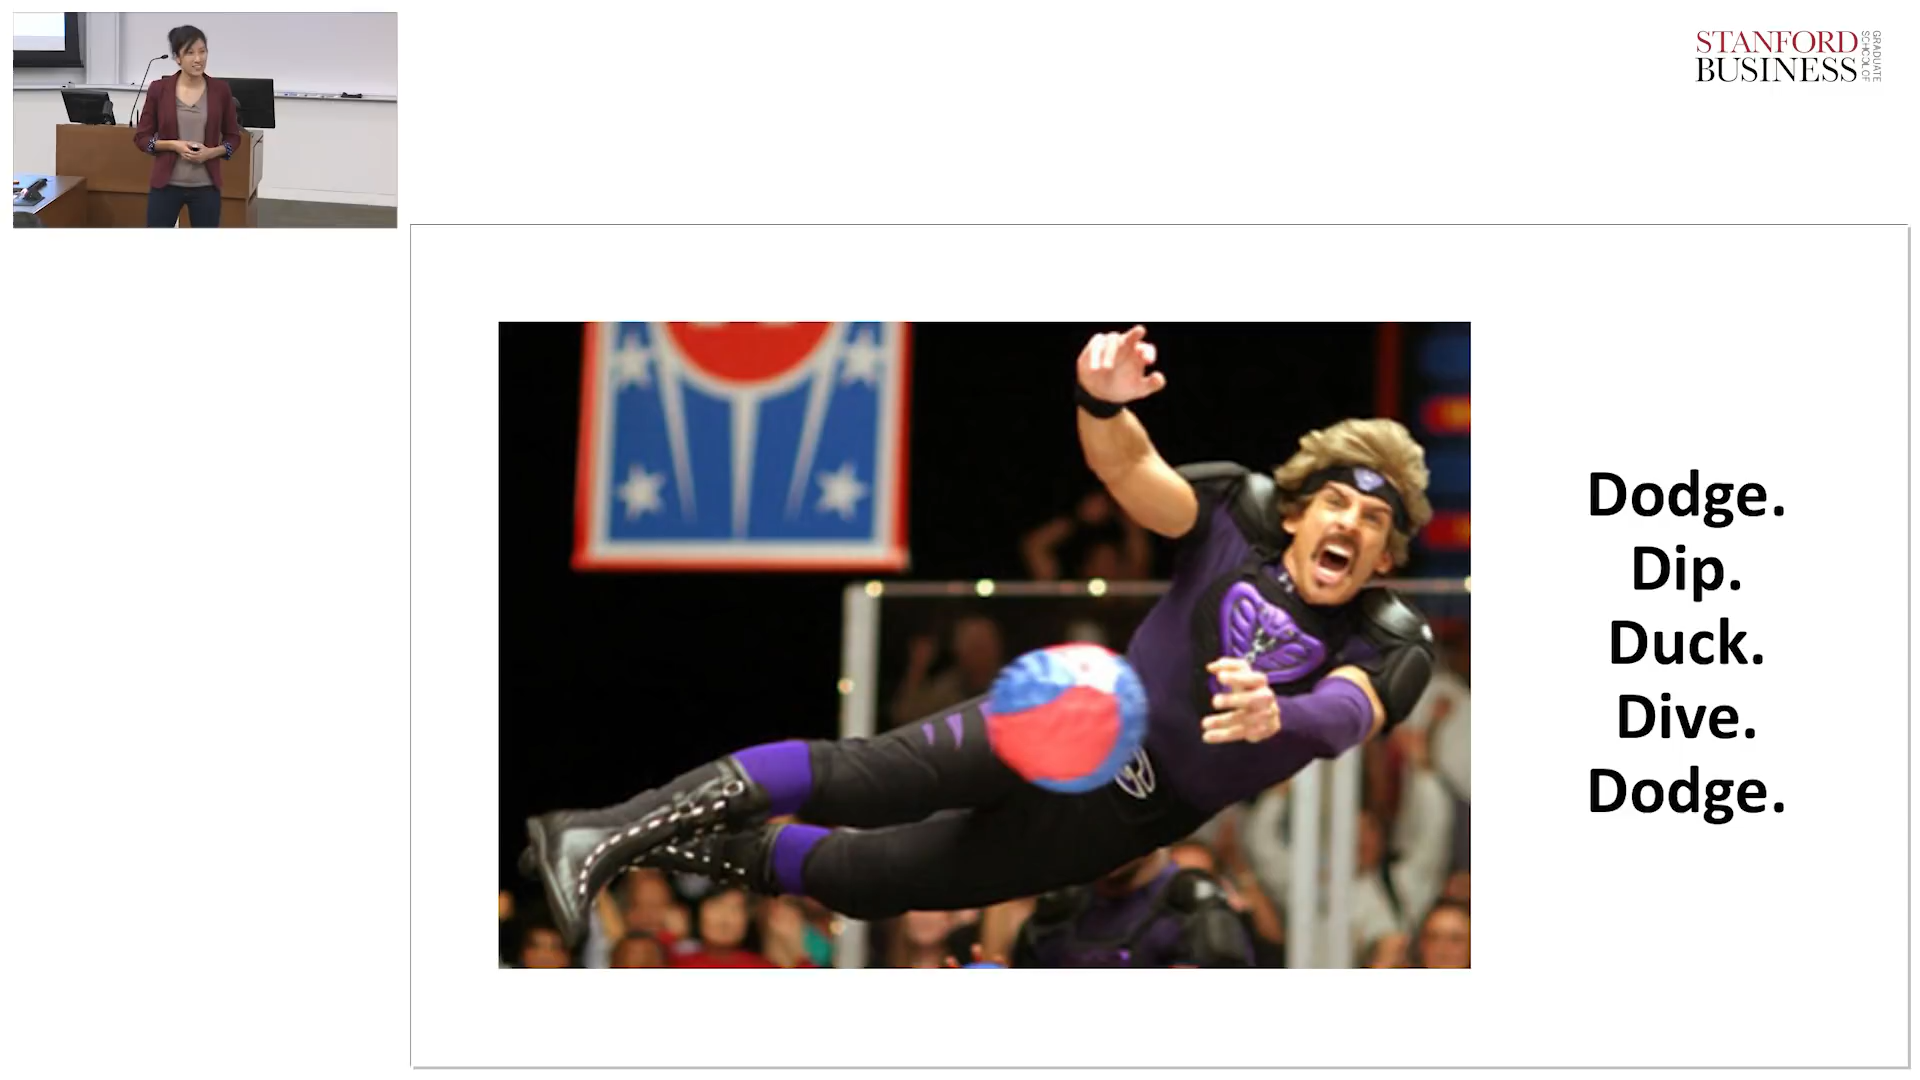 STANFORD
BUSINESS
GRADUATE
SCHOOL OF
Dodge.
Dip.
Duck.
Dive.
Dodge.